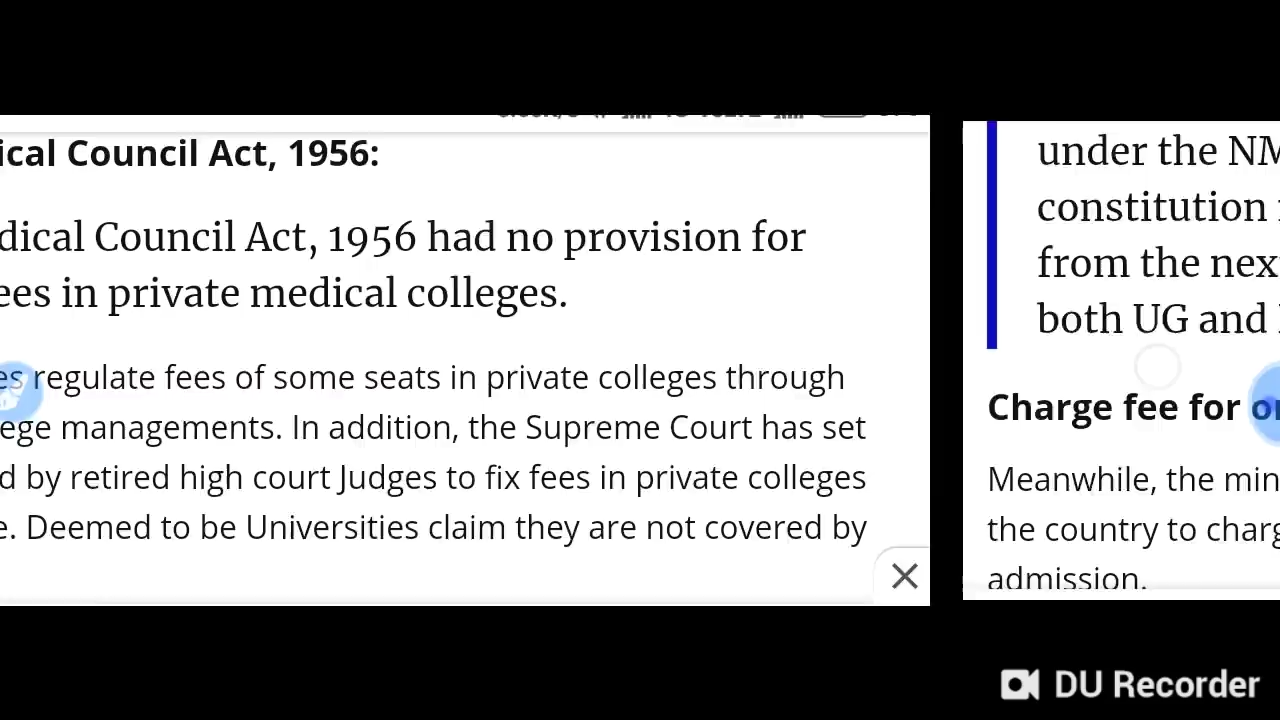 ical Council Act, 1956:
dical Council Act, 1956 had no provision for
ees in private medical colleges.
es regulate fees of some seats in private colleges through
ege managements. In addition, the Supreme Court has set
d by retired high court Judges to fix fees in private colleges
e. Deemed to be Universities claim they are not covered by
under the NM
constitution
from the nex
both UG and
Charge fee for o
Meanwhile, the min
the country to charg
admission.
DU Recorder